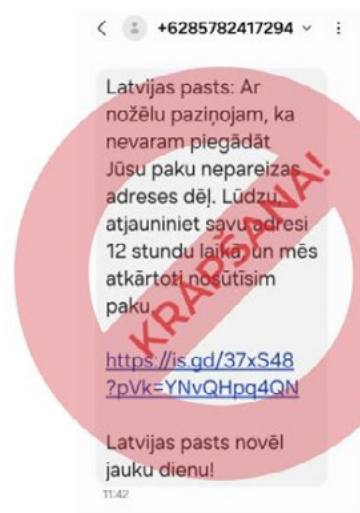 +6285782417294
Latvijas pasts: Ar
nožēlu paziņojam, ka
nevaram piegādāt
Jūsu paku nepareizas
adreses dēļ. Lūdzu,
atjauniniet savu adresi
12 stundu laikā, un mēs
atkārtoti nosūtīsim
paku.
KRĀPŠANA!
https://is.gd/37xS48
?pVk=YNvQHpq4QN
Latvijas pasts novēl
jauku dienu!
11:42